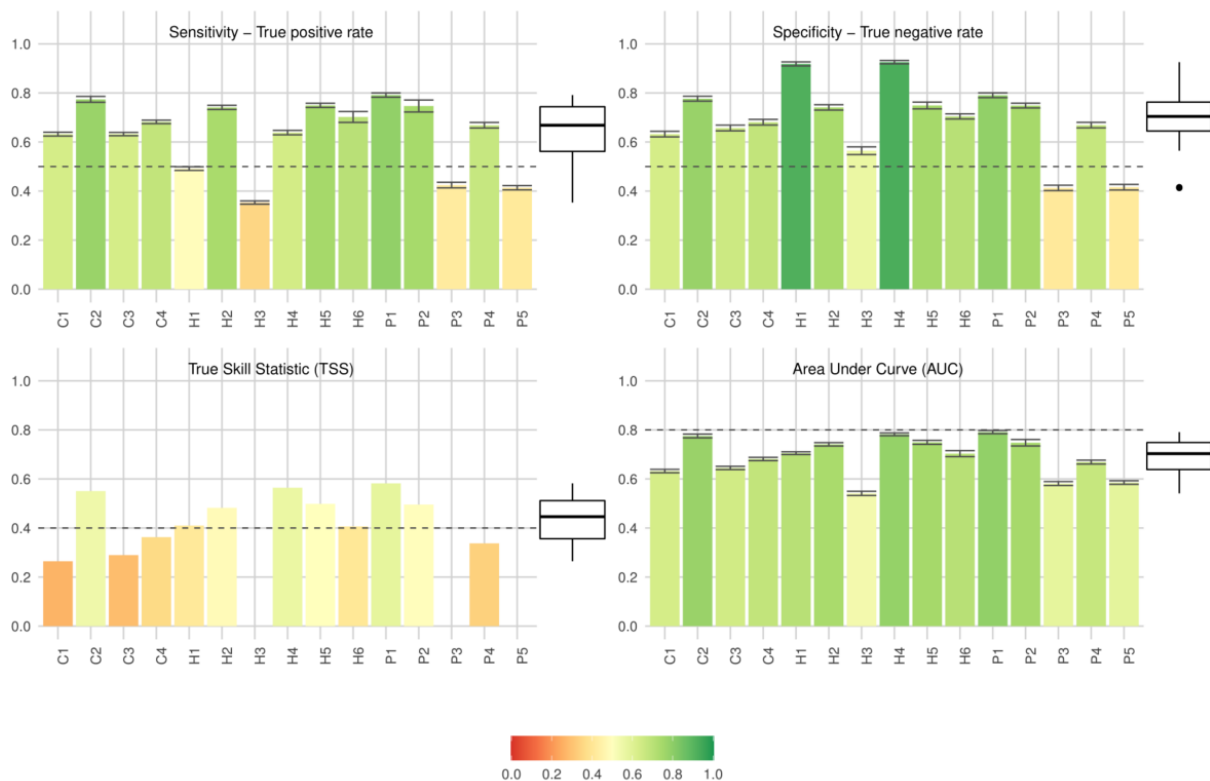 Sensitivity − True positive rate
1.0
0.8
0.6
0.4
0.2
0.0
C1 C2 C3 C4 H1 H2 H3 H4 H5 H6 P1 P2 P3 P4 P5
Specificity − True negative rate
1.0
0.8
0.6
0.4
0.2
0.0
C1 C2 C3 C4 H1 H2 H3 H4 H5 H6 P1 P2 P3 P4 P5
True Skill Statistic (TSS)
1.0
0.8
0.6
0.4
0.2
0.0
C1 C2 C3 C4 H1 H2 H3 H4 H5 H6 P1 P2 P3 P4 P5
Area Under Curve (AUC)
1.0
0.8
0.6
0.4
0.2
0.0
C1 C2 C3 C4 H1 H2 H3 H4 H5 H6 P1 P2 P3 P4 P5
0.0 0.2 0.4 0.6 0.8 1.0